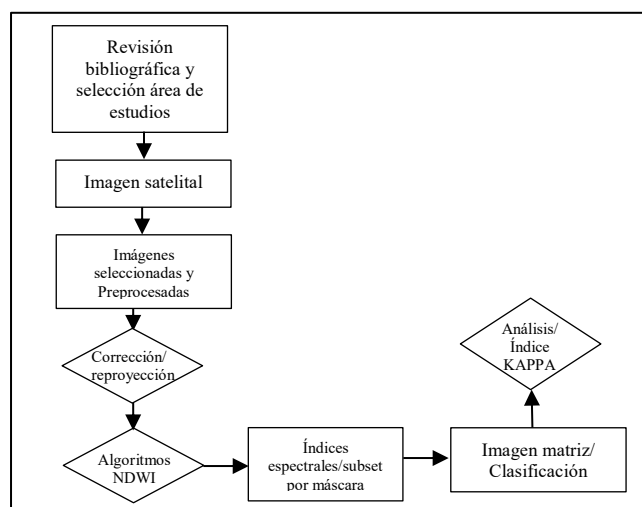 Revisión
bibliográfica y
selección área de
estudios
Imagen satelital
Imágenes
seleccionadas y
Preprocesadas
Corrección/
reproyección
Algoritmos
NDWI
Índices
espectrales/subset
por máscara
Imagen matriz/
Clasificación
Análisis/
Índice
KAPPA